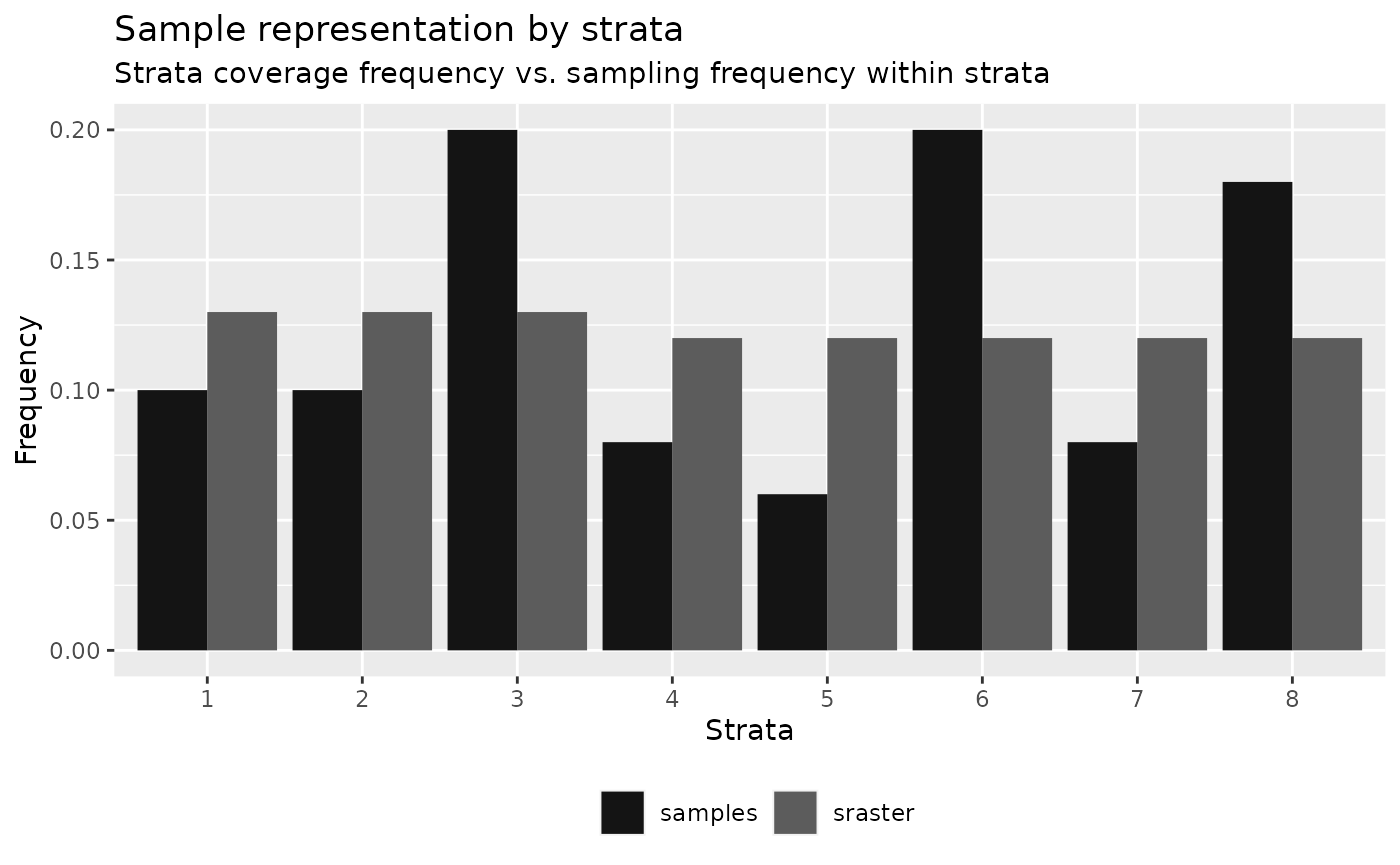 Sample representation by strata
Strata coverage frequency vs. sampling frequency within strata
Frequency
0.20
0.15
0.10
0.05
0.00
1 2 3 4 5 6 7 8
Strata
samples sraster